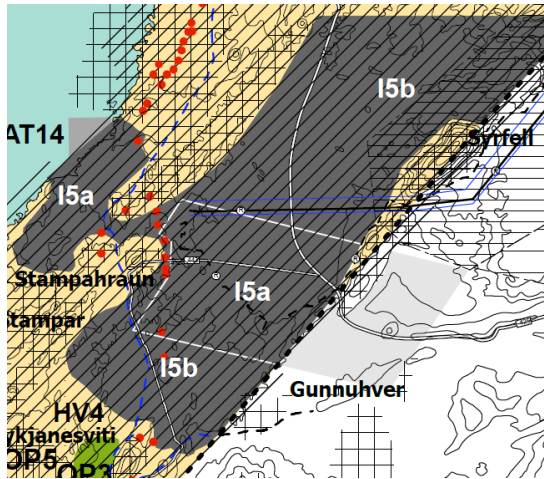 I5b
AT14
Syrfell
I5a
Stampahraun
I5a
Stampar
I5b
Gunnuhver
HV4
ykjanesviti
OP5
OP3